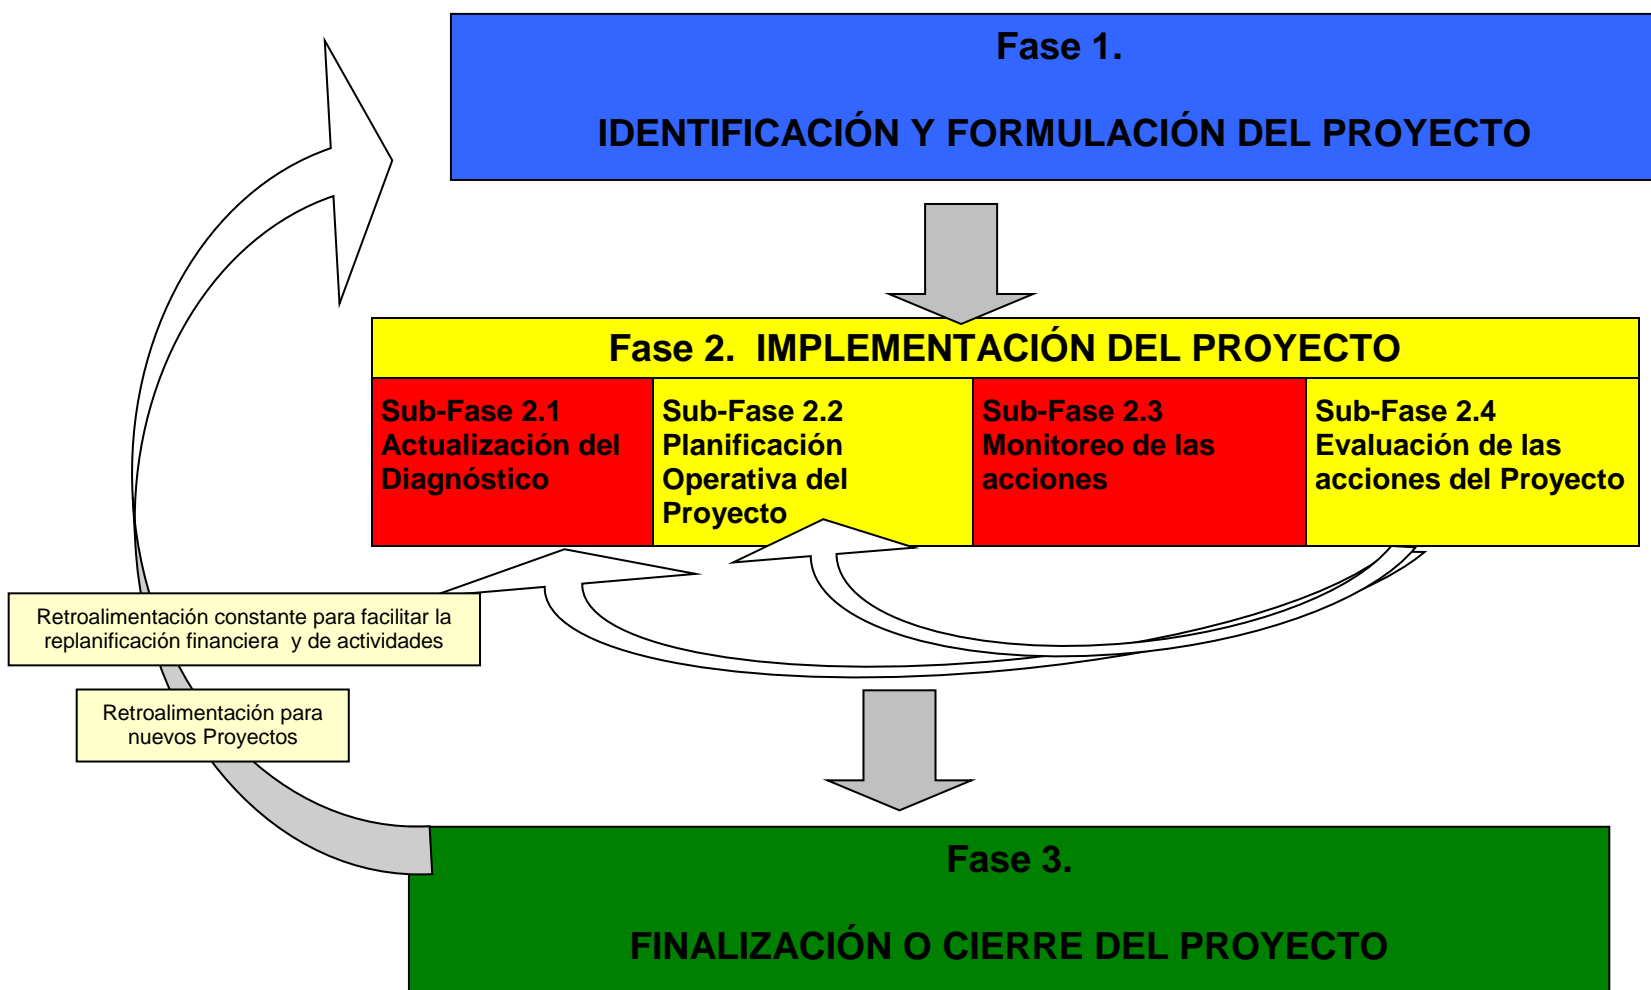 Fase 1.
IDENTIFICACIÓN Y FORMULACIÓN DEL PROYECTO
Fase 2.  IMPLEMENTACIÓN DEL PROYECTO
Sub-Fase 2.1
Actualización del
Diagnóstico
Sub-Fase 2.2
Planificación
Operativa del
Proyecto
Sub-Fase 2.3
Monitoreo de las
acciones
Sub-Fase 2.4
Evaluación de las
acciones del Proyecto
Retroalimentación constante para facilitar la
replanificación financiera  y de actividades
Retroalimentación para
nuevos Proyectos
Fase 3.
FINALIZACIÓN O CIERRE DEL PROYECTO